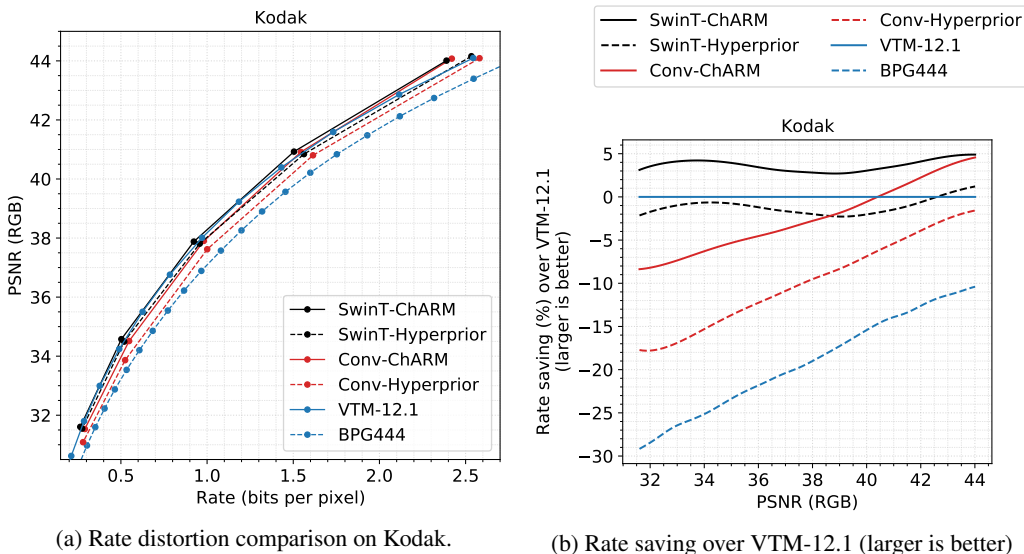 Kodak
44
42
40
38
36
34
32
PSNR (RGB)
SwinT-ChARM
SwinT-Hyperprior
Conv-ChARM
Conv-Hyperprior
VTM-12.1
BPG444
0.5 1.0 1.5 2.0 2.5
Rate (bits per pixel)
(a) Rate distortion comparison on Kodak.
SwinT-ChARM
SwinT-Hyperprior
Conv-ChARM
Conv-Hyperprior
VTM-12.1
BPG444
Kodak
5
0
−5
−10
−15
−20
−25
−30
Rate saving (%) over VTM-12.1
(larger is better)
32 34 36 38 40 42 44
PSNR (RGB)
(b) Rate saving over VTM-12.1 (larger is better)